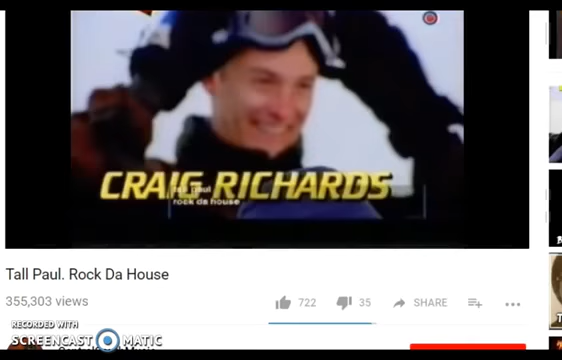 CRAIG RICHARDS
tall paul
rock da house
Tall Paul. Rock Da House
355,303 views
722
35
SHARE
RECORDED WITH
SCREENCAST MATIC